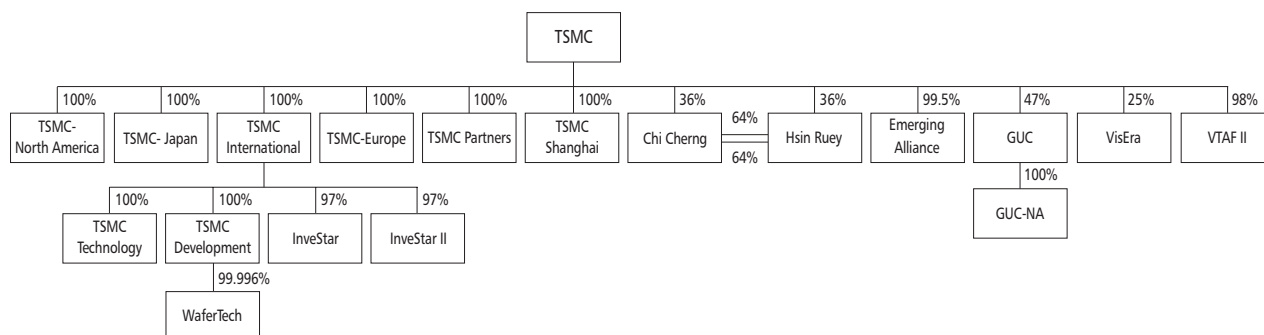 TSMC
100%
100%
100%
100%
100%
100%
36%
36%
99.5%
47%
25%
98%
TSMC-
North America
TSMC- Japan
TSMC
International
TSMC-Europe
TSMC Partners
TSMC
Shanghai
Chi Cherng
64%
64%
Hsin Ruey
Emerging
Alliance
GUC
VisEra
VTAF II
100%
100%
97%
97%
100%
TSMC
Technology
TSMC
Development
InveStar
InveStar II
GUC-NA
99.996%
WaferTech